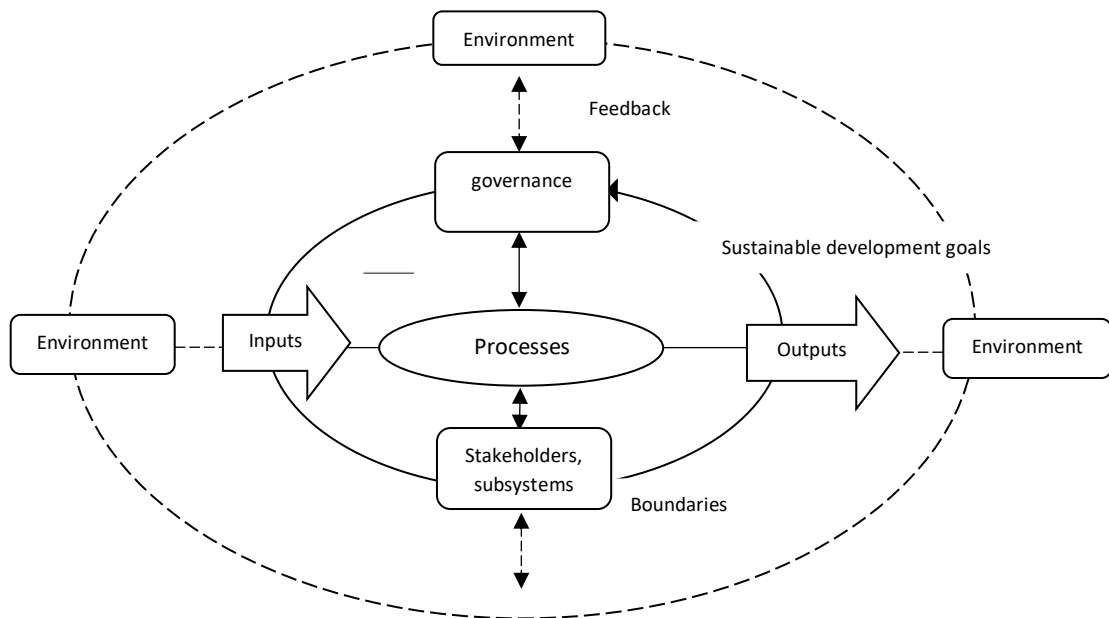 Environment
Feedback
governance
Sustainable development goals
Environment
Inputs
Processes
Outputs
Environment
Stakeholders,
subsystems
Boundaries